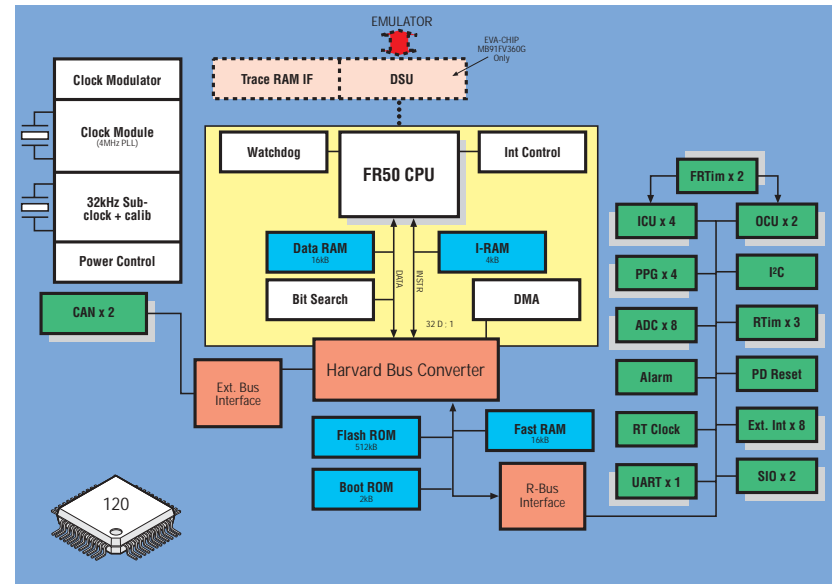 EMULATOR
EVA-CHIP
MB91FV360G
Only
Trace RAM IF
DSU
Clock Modulator
Clock Module
(4MHz PLL)
32kHz Sub-
clock + calib
Power Control
Watchdog
FR50 CPU
Int Control
Data RAM
16kB
I-RAM
4kB
DATA
INSTR
Bit Search
DMA
32 D : 1
CAN x 2
Ext. Bus
Interface
Harvard Bus Converter
Flash ROM
512kB
Fast RAM
16kB
Boot ROM
2kB
R-Bus
Interface
FRTim x 2
ICU x 4
OCU x 2
PPG x 4
I²C
ADC x 8
RTim x 3
Alarm
PD Reset
RT Clock
Ext. Int x 8
UART x 1
SIO x 2
120